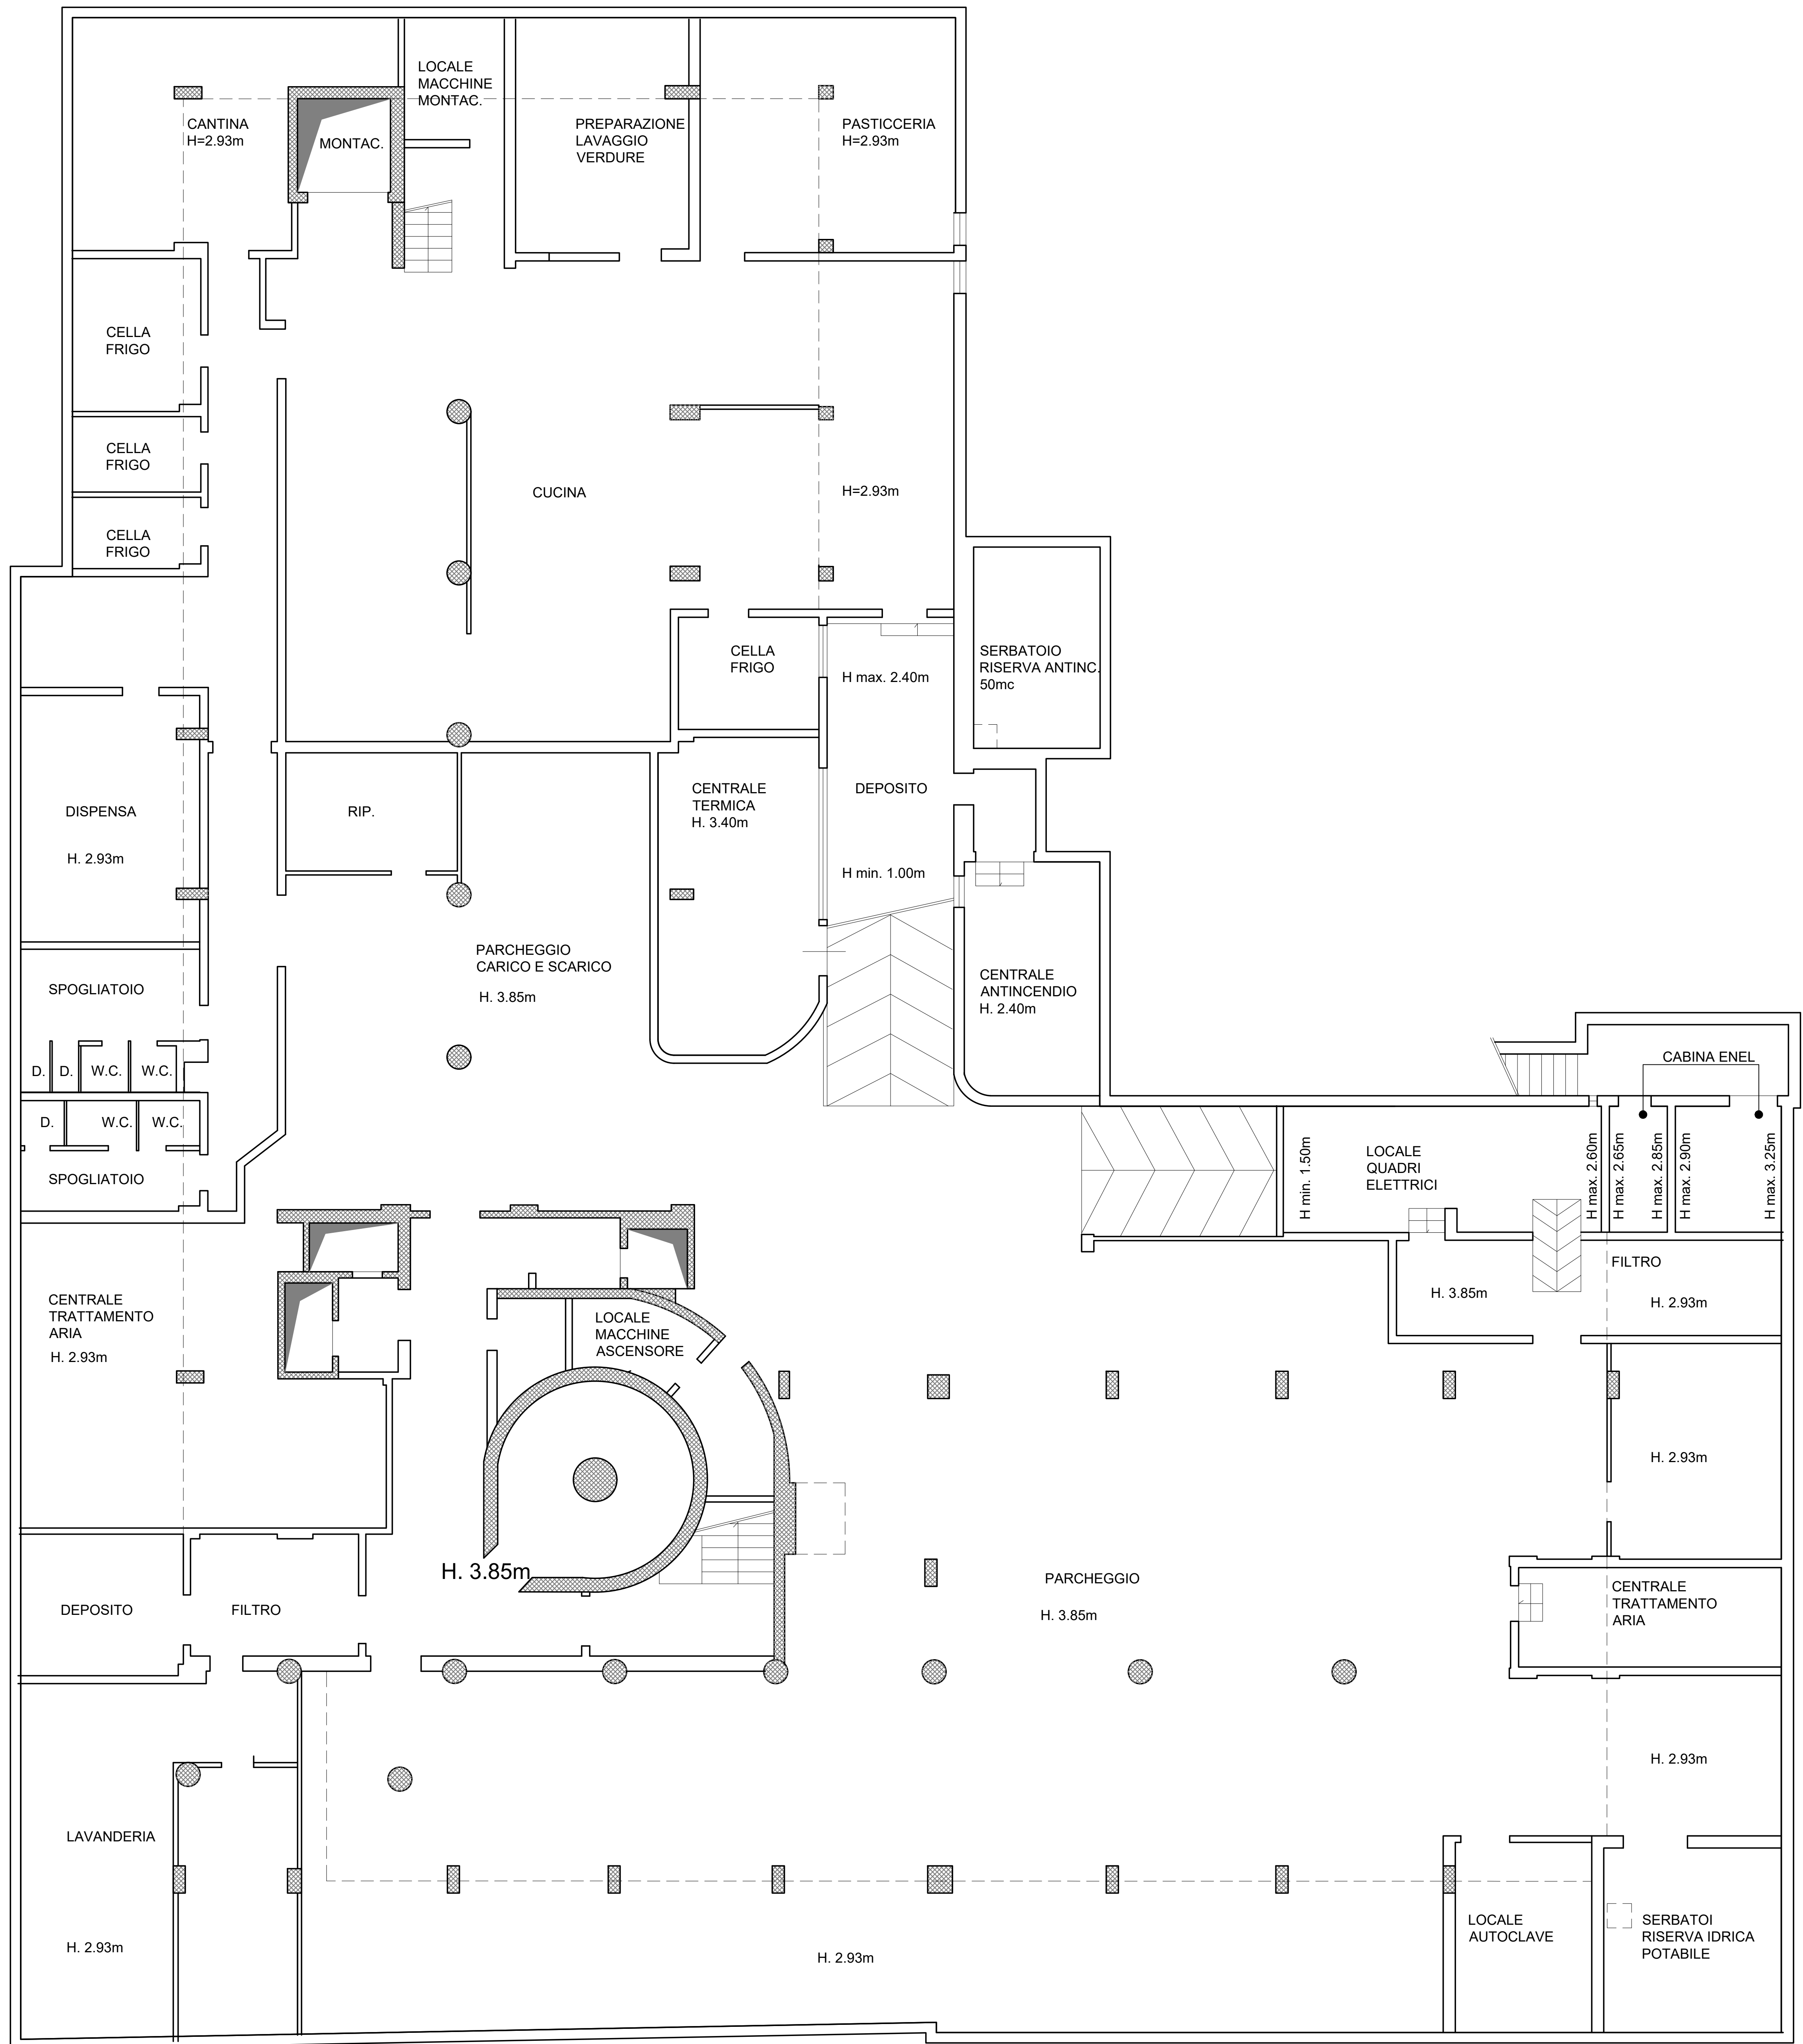 LOCALE
MACCHINE
MONTAC.
CANTINA
H=2.93m
MONTAC.
PREPARAZIONE
LAVAGGIO
VERDURE
PASTICCERIA
H=2.93m
CELLA
FRIGO
CELLA
FRIGO
CELLA
FRIGO
CUCINA
H=2.93m
CELLA
FRIGO
H max. 2.40m
SERBATOIO
RISERVA ANTINC.
50mc
DISPENSA
H. 2.93m
RIP.
CENTRALE
TERMICA
H. 3.40m
DEPOSITO
H min. 1.00m
PARCHEGGIO
CARICO E SCARICO
H. 3.85m
CENTRALE
ANTINCENDIO
H. 2.40m
SPOGLIATOIO
D.
D.
W.C.
W.C.
D.
W.C.
W.C.
SPOGLIATOIO
CABINA ENEL
H min. 1.50m
LOCALE
QUADRI
ELETTRICI
H max. 2.60m
H max. 2.65m
H max. 2.85m
H max. 2.90m
H max. 3.25m
FILTRO
H. 3.85m
H. 2.93m
CENTRALE
TRATTAMENTO
ARIA
H. 2.93m
LOCALE
MACCHINE
ASCENSORE
H. 2.93m
H. 3.85m
DEPOSITO
FILTRO
PARCHEGGIO
H. 3.85m
CENTRALE
TRATTAMENTO
ARIA
H. 2.93m
LAVANDERIA
H. 2.93m
H. 2.93m
LOCALE
AUTOCLAVE
SERBATOI
RISERVA IDRICA
POTABILE